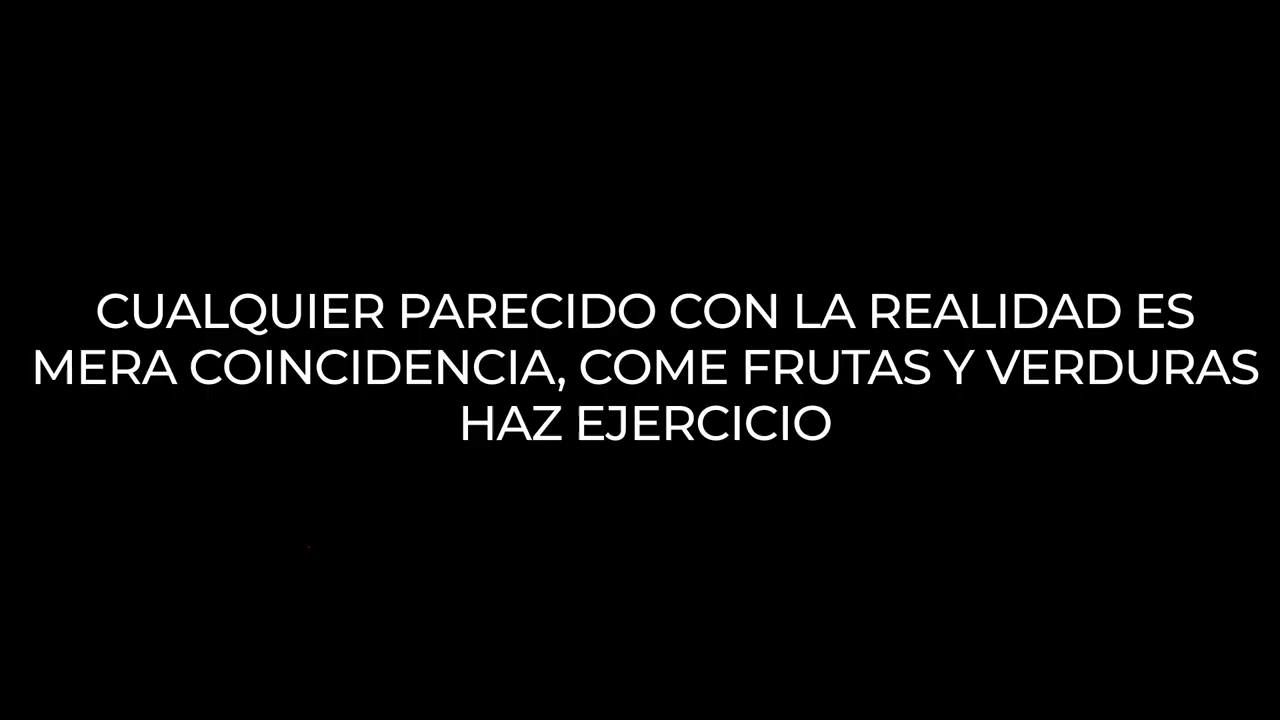 CUALQUIER PARECIDO CON LA REALIDAD ES
MERA COINCIDENCIA, COME FRUTAS Y VERDURAS
HAZ EJERCICIO